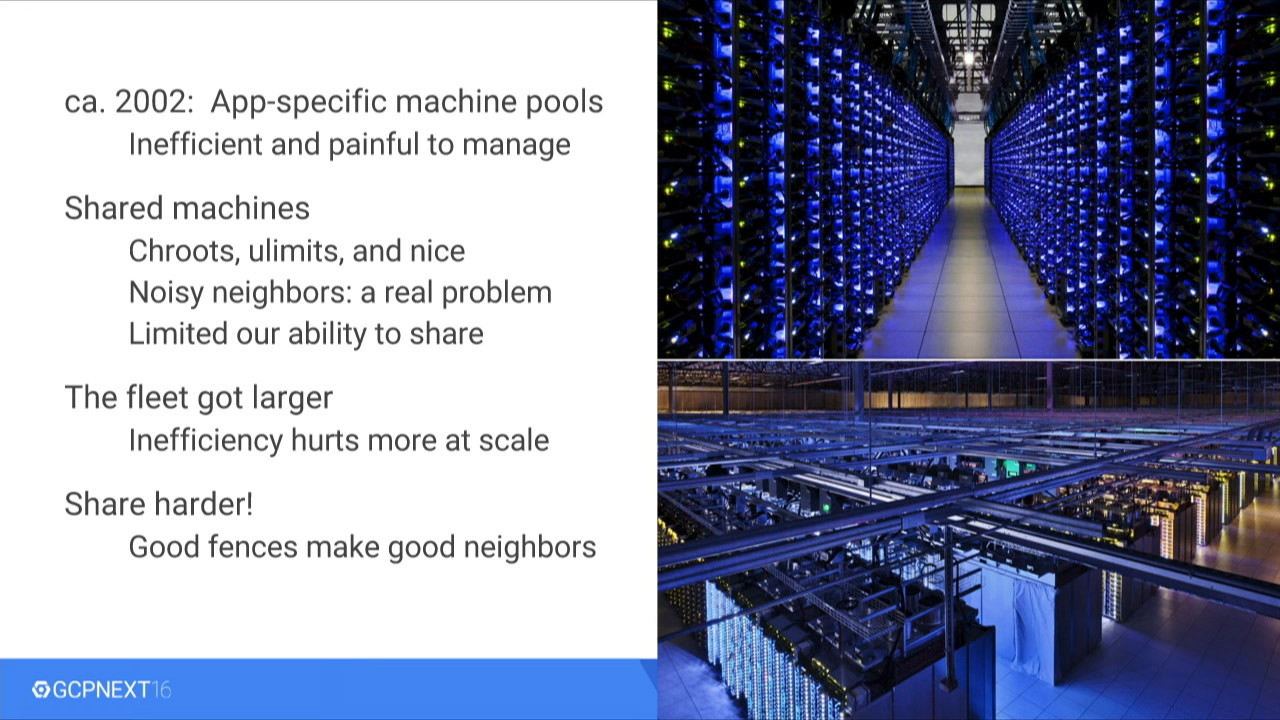 ca. 2002: App-specific machine pools
Inefficient and painful to manage
Shared machines
Chroots, ulimits, and nice
Noisy neighbors: a real problem
Limited our ability to share
The fleet got larger
Inefficiency hurts more at scale
Share harder!
Good fences make good neighbors
GCPNEXT16